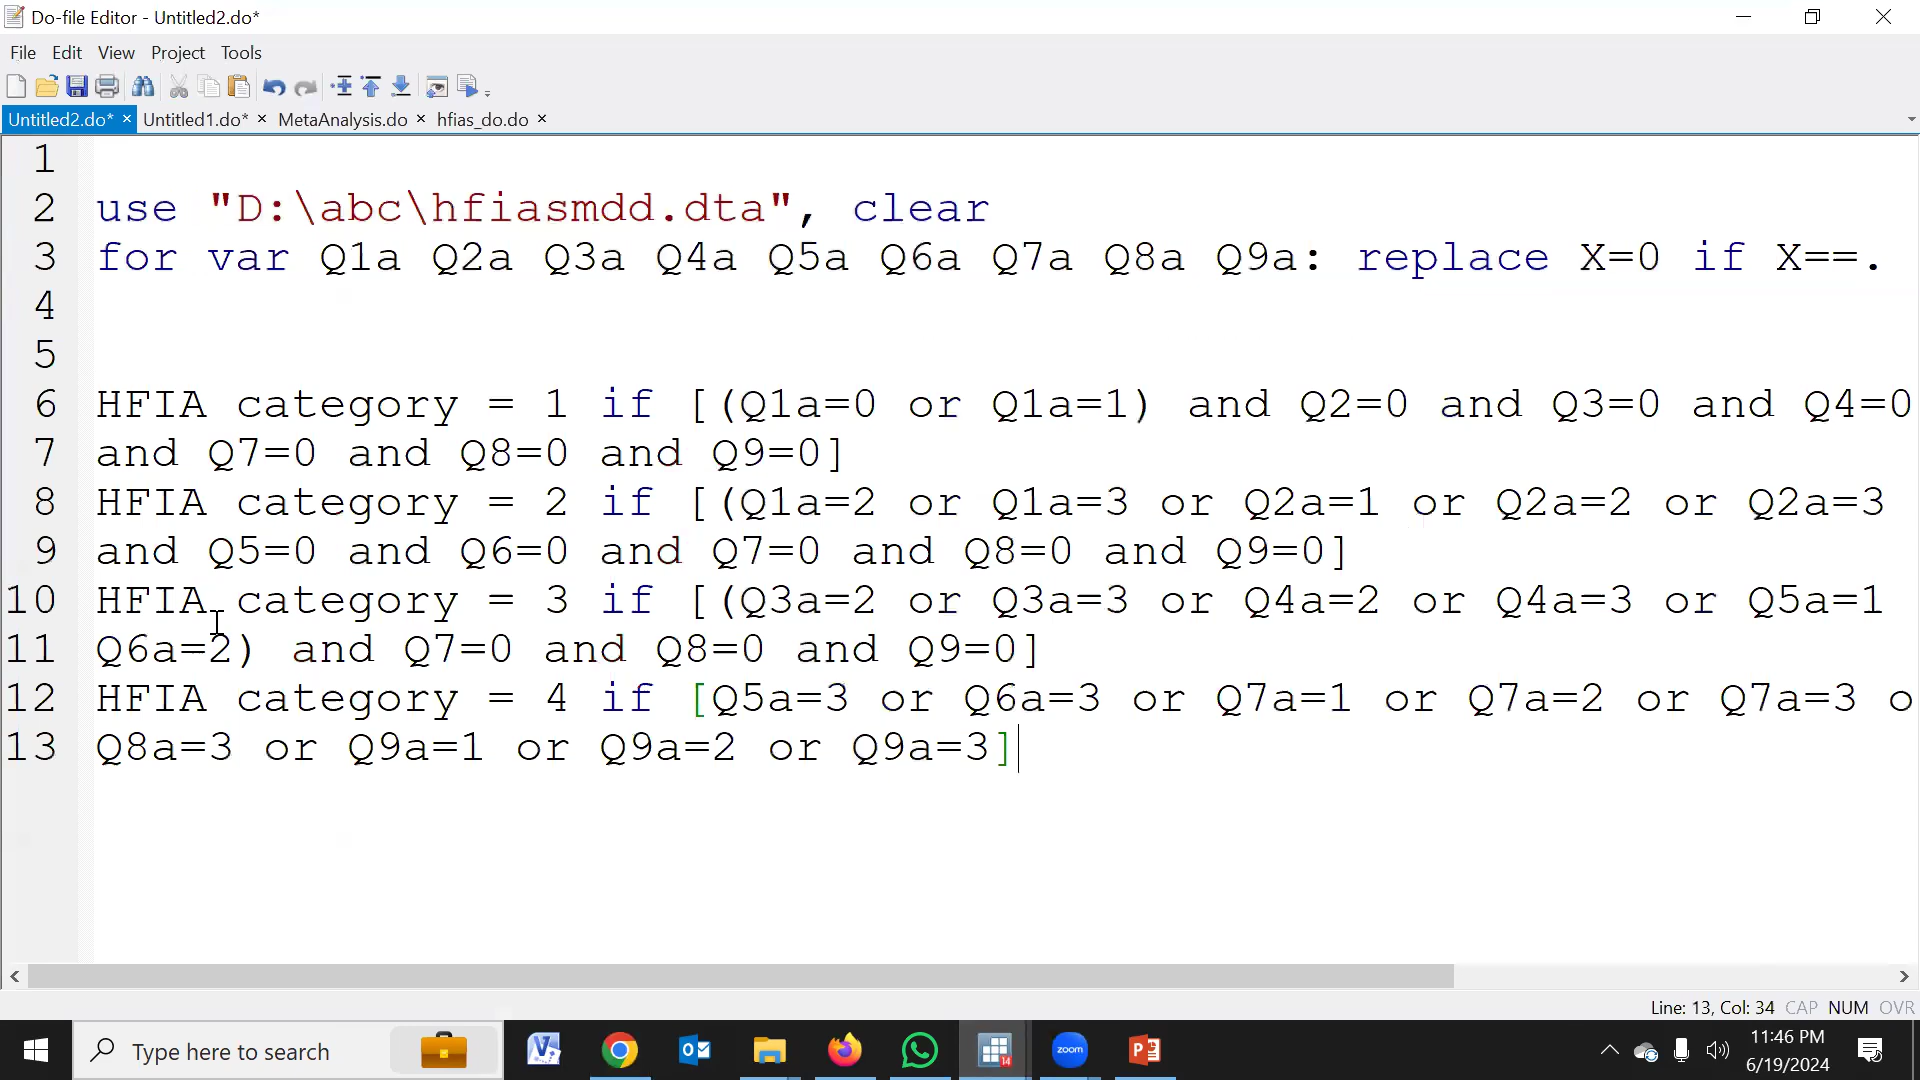 Do-file Editor - Untitled2.do*
File Edit View Project Tools
Untitled2.do* × Untitled1.do* × MetaAnalysis.do × hfias_do.do ×
1
2 use "D:\abc\hfiasmdd.dta", clear
3 for var Q1a Q2a Q3a Q4a Q5a Q6a Q7a Q8a Q9a: replace X=0 if X==.
4
5
6 HFIA category = 1 if [(Q1a=0 or Q1a=1) and Q2=0 and Q3=0 and Q4=0
7 and Q7=0 and Q8=0 and Q9=0]
8 HFIA category = 2 if [(Q1a=2 or Q1a=3 or Q2a=1 or Q2a=2 or Q2a=3
9 and Q5=0 and Q6=0 and Q7=0 and Q8=0 and Q9=0]
10 HFIA category = 3 if [(Q3a=2 or Q3a=3 or Q4a=2 or Q4a=3 or Q5a=1
11 Q6a=2) and Q7=0 and Q8=0 and Q9=0]
12 HFIA category = 4 if [Q5a=3 or Q6a=3 or Q7a=1 or Q7a=2 or Q7a=3 o
13 Q8a=3 or Q9a=1 or Q9a=2 or Q9a=3]
Line: 13, Col: 34 CAP NUM OVR
Type here to search
zoom
14
11:46 PM
6/19/2024